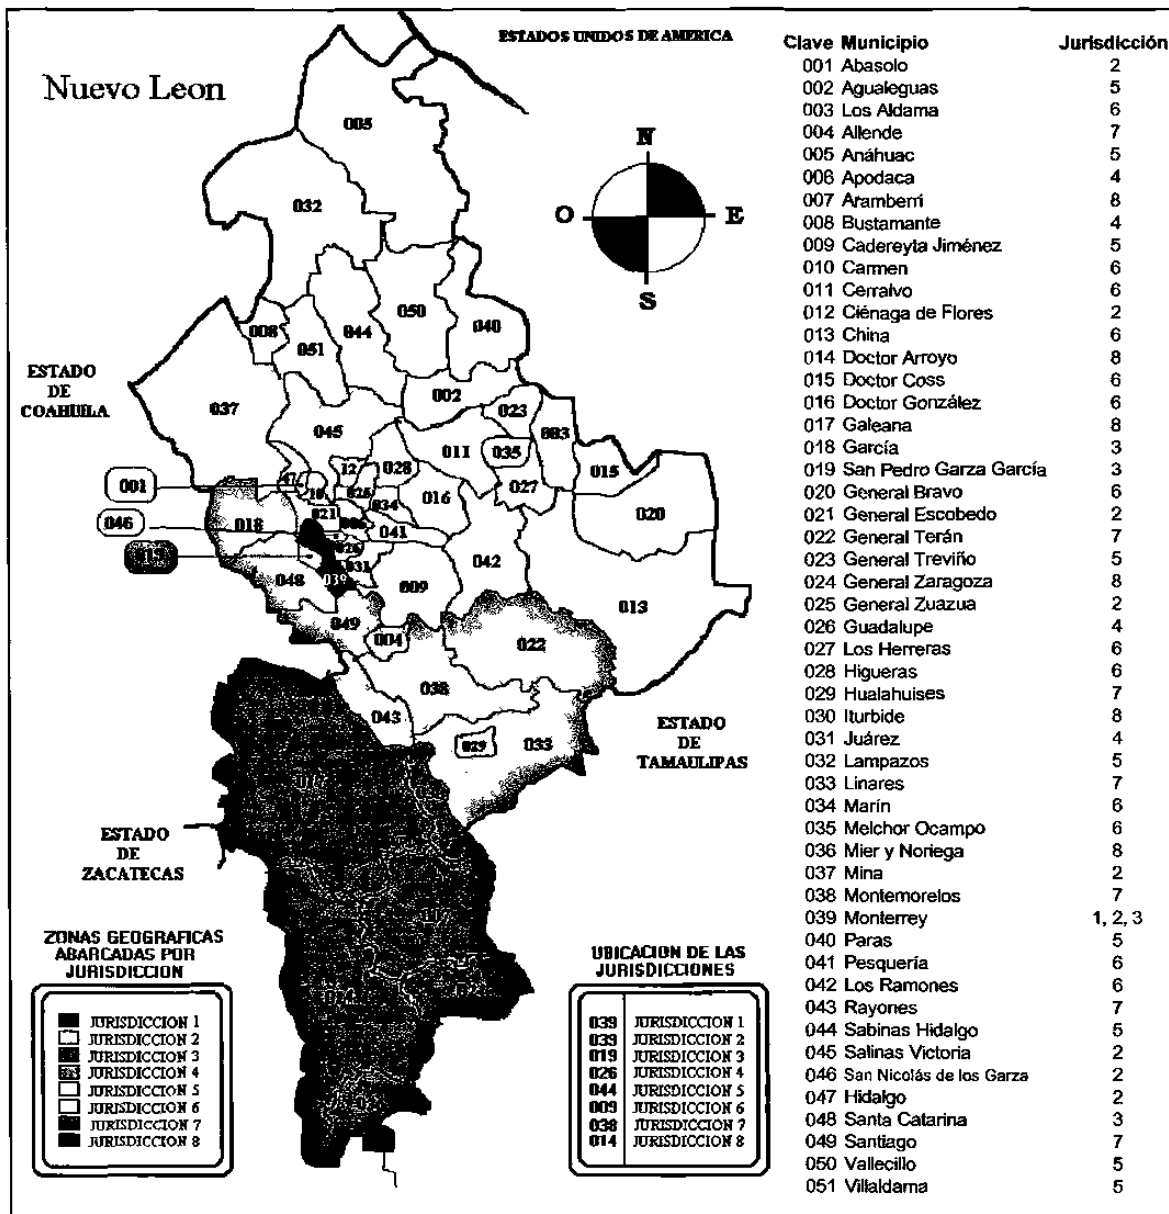 ESTADOS UNIDOS DE AMERICA
Nuevo Leon
N
O
E
S
ESTADO
DE
COAHUILA
ESTADO
DE
ZACATECAS
ESTADO
DE
TAMAULIPAS
005
032
050
040
008
051
044
037
002
023
003
045
011
035
015
12
028
027
47
10
025
016
020
001
018
021
006
034
046
041
019
026
042
048
039
031
009
013
049
004
022
038
043
029
033
017
014
Clave Municipio Jurisdicción
001 Abasolo 2
002 Agualeguas 5
003 Los Aldama 6
004 Allende 7
005 Anáhuac 5
006 Apodaca 4
007 Aramberri 8
008 Bustamante 4
009 Cadereyta Jiménez 5
010 Carmen 6
011 Cerralvo 6
012 Ciénaga de Flores 2
013 China 6
014 Doctor Arroyo 8
015 Doctor Coss 6
016 Doctor González 6
017 Galeana 8
018 García 3
019 San Pedro Garza García 3
020 General Bravo 6
021 General Escobedo 2
022 General Terán 7
023 General Treviño 5
024 General Zaragoza 8
025 General Zuazua 2
026 Guadalupe 4
027 Los Herreras 6
028 Higueras 6
029 Hualahuises 7
030 Iturbide 8
031 Juárez 4
032 Lampazos 5
033 Linares 7
034 Marín 6
035 Melchor Ocampo 6
036 Mier y Noriega 8
037 Mina 2
038 Montemorelos 7
039 Monterrey 1, 2, 3
040 Paras 5
041 Pesquería 6
042 Los Ramones 6
043 Rayones 7
044 Sabinas Hidalgo 5
045 Salinas Victoria 2
046 San Nicolás de los Garza 2
047 Hidalgo 2
048 Santa Catarina 3
049 Santiago 7
050 Vallecillo 5
051 Villaldama 5
ZONAS GEOGRAFICAS
ABARCADAS POR
JURISDICCION
JURISDICCION 1
JURISDICCION 2
JURISDICCION 3
JURISDICCION 4
JURISDICCION 5
JURISDICCION 6
JURISDICCION 7
JURISDICCION 8
UBICACION DE LAS
JURISDICCIONES
039 JURISDICCION 1
039 JURISDICCION 2
019 JURISDICCION 3
026 JURISDICCION 4
044 JURISDICCION 5
009 JURISDICCION 6
038 JURISDICCION 7
014 JURISDICCION 8